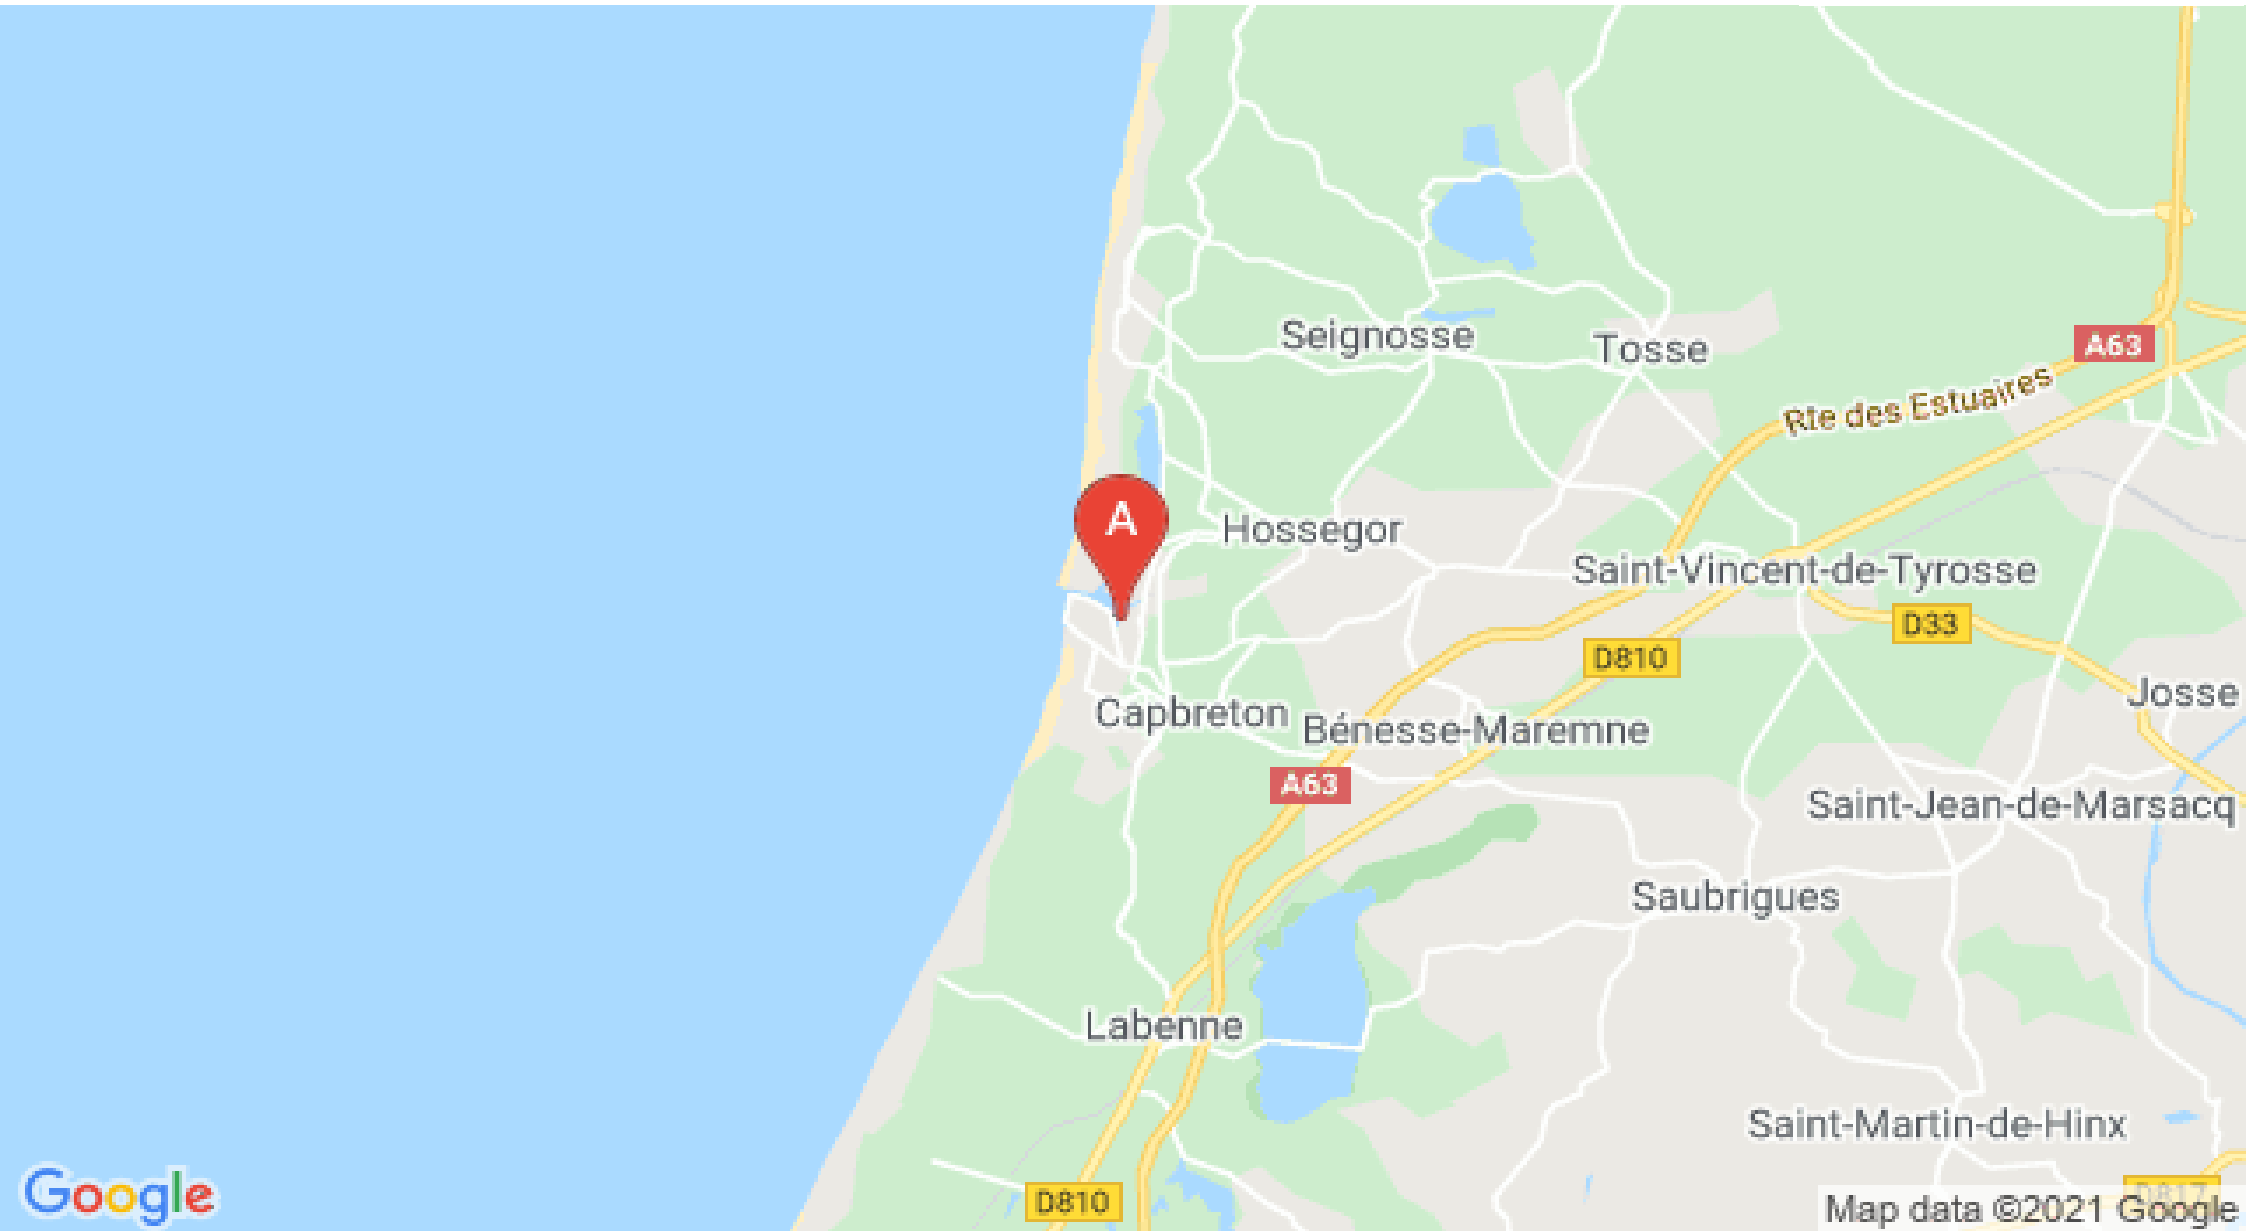 Seignosse
Tosse
A63
Rte des Estuaires
A
Hossegor
Saint-Vincent-de-Tyrosse
D33
D810
Josse
Capbreton
Bénesse-Maremne
A63
Saint-Jean-de-Marsacq
Saubrigues
Labenne
Saint-Martin-de-Hinx
Google
D810
D817
Map data ©2021 Google